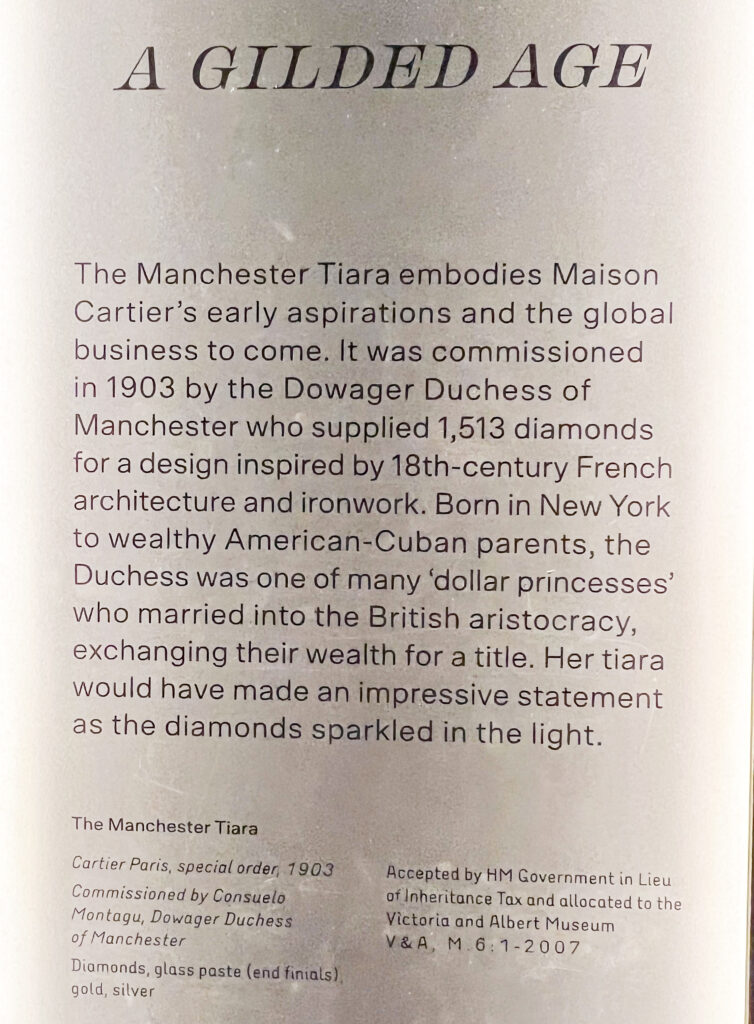 A GILDED AGE
The Manchester Tiara embodies Maison
Cartier’s early aspirations and the global
business to come. It was commissioned
in 1903 by the Dowager Duchess of
Manchester who supplied 1,513 diamonds
for a design inspired by 18th-century French
architecture and ironwork. Born in New York
to wealthy American-Cuban parents, the
Duchess was one of many ‘dollar princesses’
who married into the British aristocracy,
exchanging their wealth for a title. Her tiara
would have made an impressive statement
as the diamonds sparkled in the light.
The Manchester Tiara
Cartier Paris, special order, 1903
Commissioned by Consuelo
Montagu, Dowager Duchess
of Manchester
Diamonds, glass paste (end finials),
gold, silver
Accepted by HM Government in Lieu
of Inheritance Tax and allocated to the
Victoria and Albert Museum
V&A, M.6:1-2007